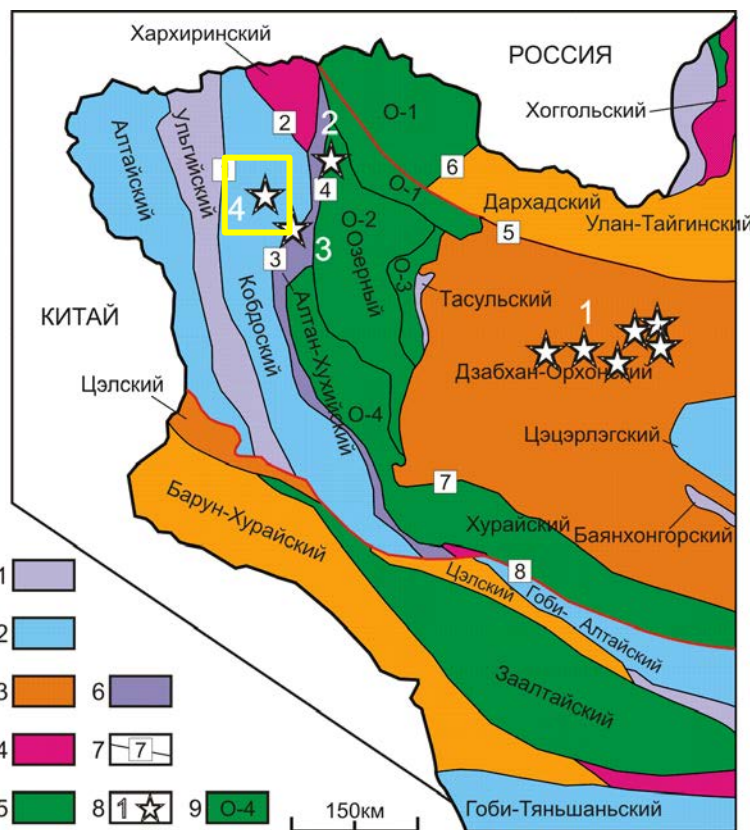 Хархиринский
РОССИЯ
Хоггольский
О-1
2
2
6
Алтайский
Ульгийский
4
4
О-1
Дархадский
О-2
Озерный
5
Улан-Тайгинский
3
3
О-3
КИТАЙ
Кобдоский
Тасульский
1
Алтан-Хухийский
Дзабхан-Орхонский
Цэлский
О-4
Цэцэрлэгский
7
Барун-Хурайский
Хурайский
Баянхонгорский
8
Цэлский
Гоби-Алтайский
Заалтайский
Гоби-Тяньшаньский
1
2
3
4
5
6
7 7
8 1
9 О-4
150км